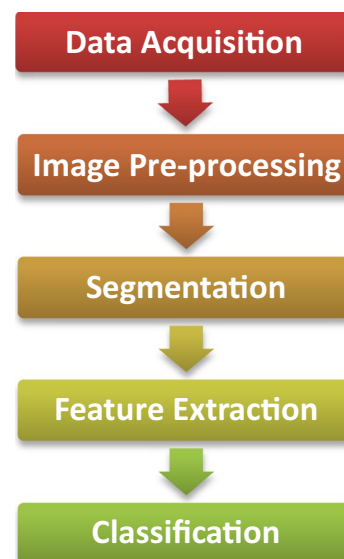 Data Acquisition
Image Pre-processing
Segmentation
Feature Extraction
Classification